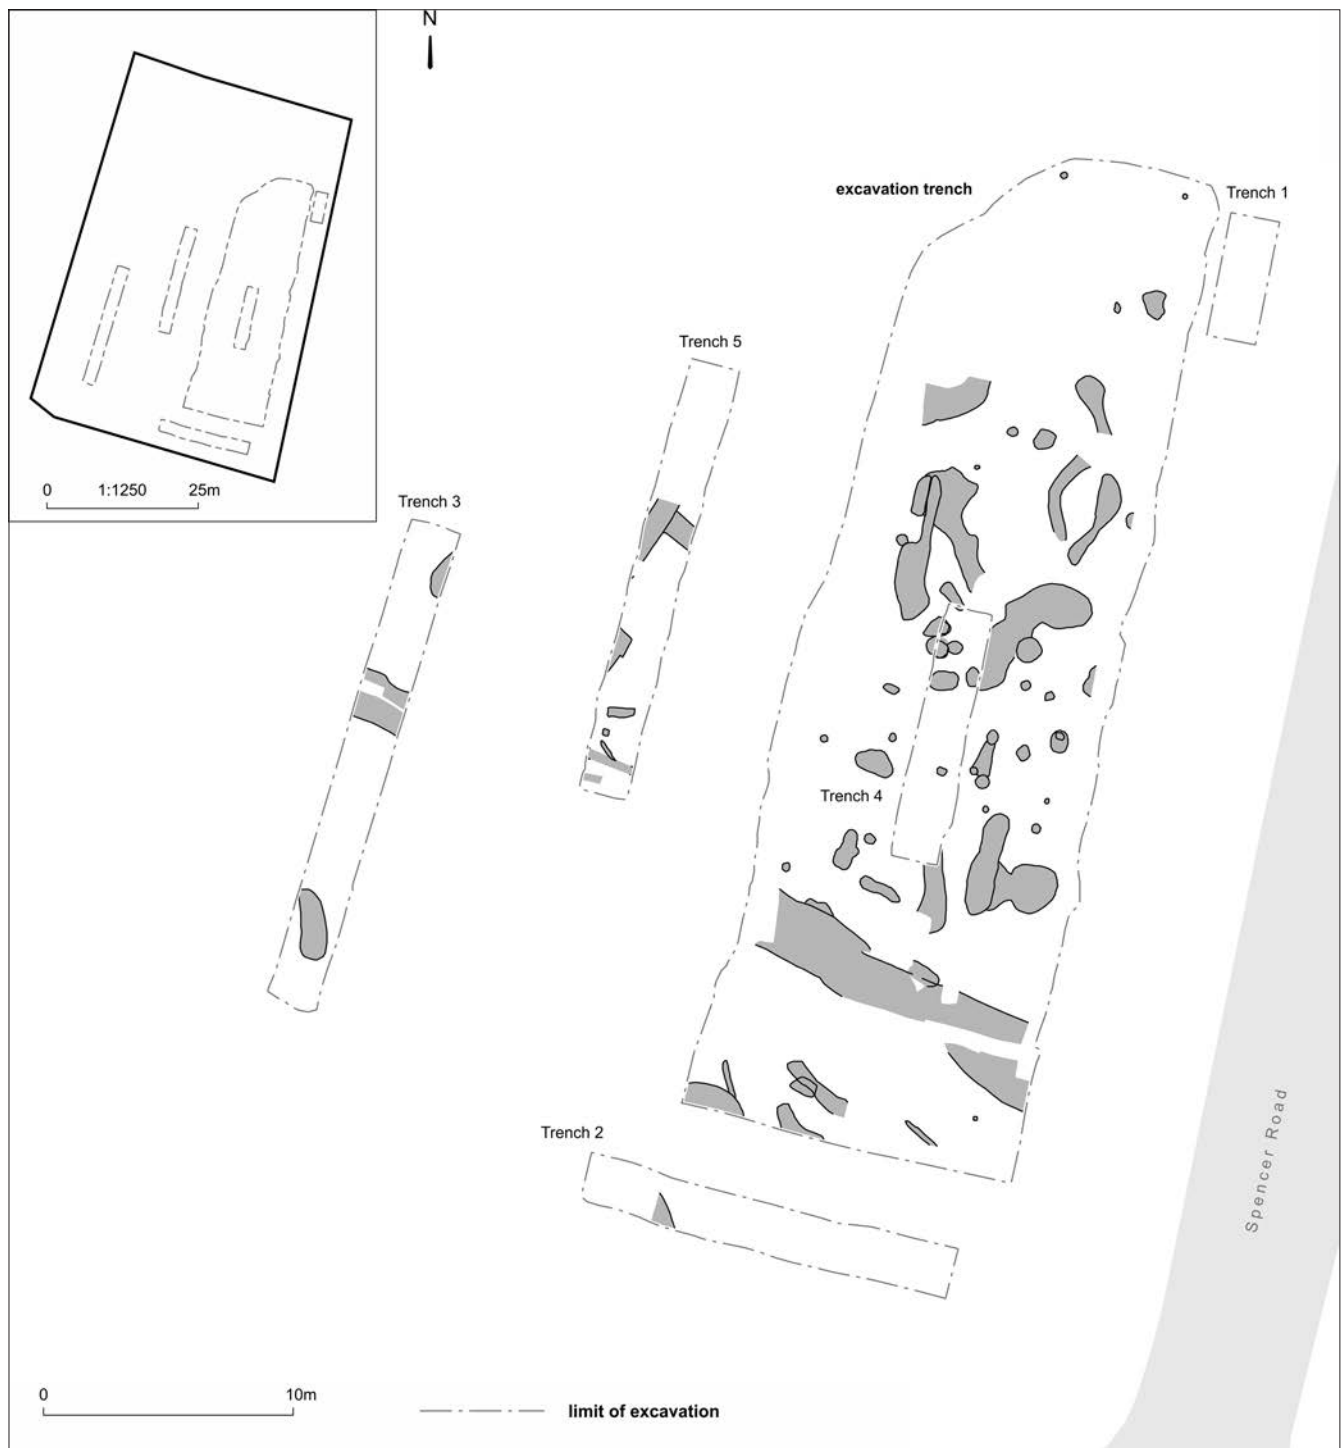 N
excavation trench
Trench 1
Trench 5
0 1:1250 25m
Trench 3
Trench 4
Trench 2
Spencer Road
0 10m
limit of excavation